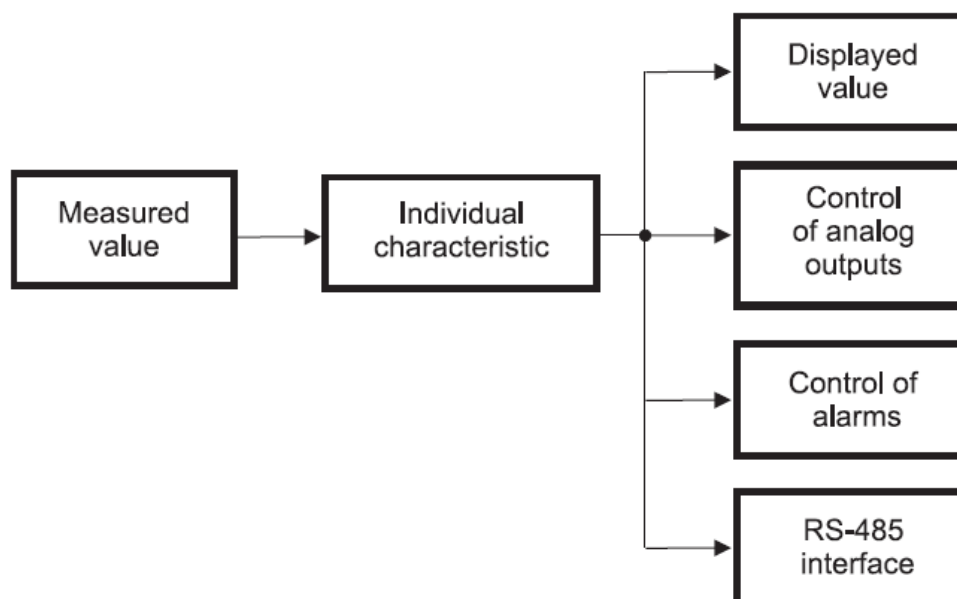 Measured
value
Individual
characteristic
Displayed
value
Control
of analog
outputs
Control of
alarms
RS-485
interface